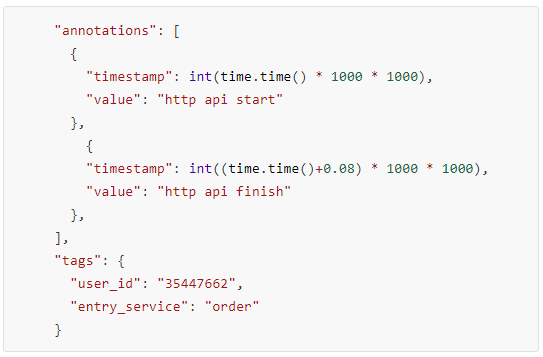 "annotations": [
{
"timestamp": int(time.time() * 1000 * 1000),
"value": "http api start"
},
{
"timestamp": int((time.time()+0.08) * 1000 * 1000),
"value": "http api finish"
},
],
"tags": {
"user_id": "35447662",
"entry_service": "order"
}